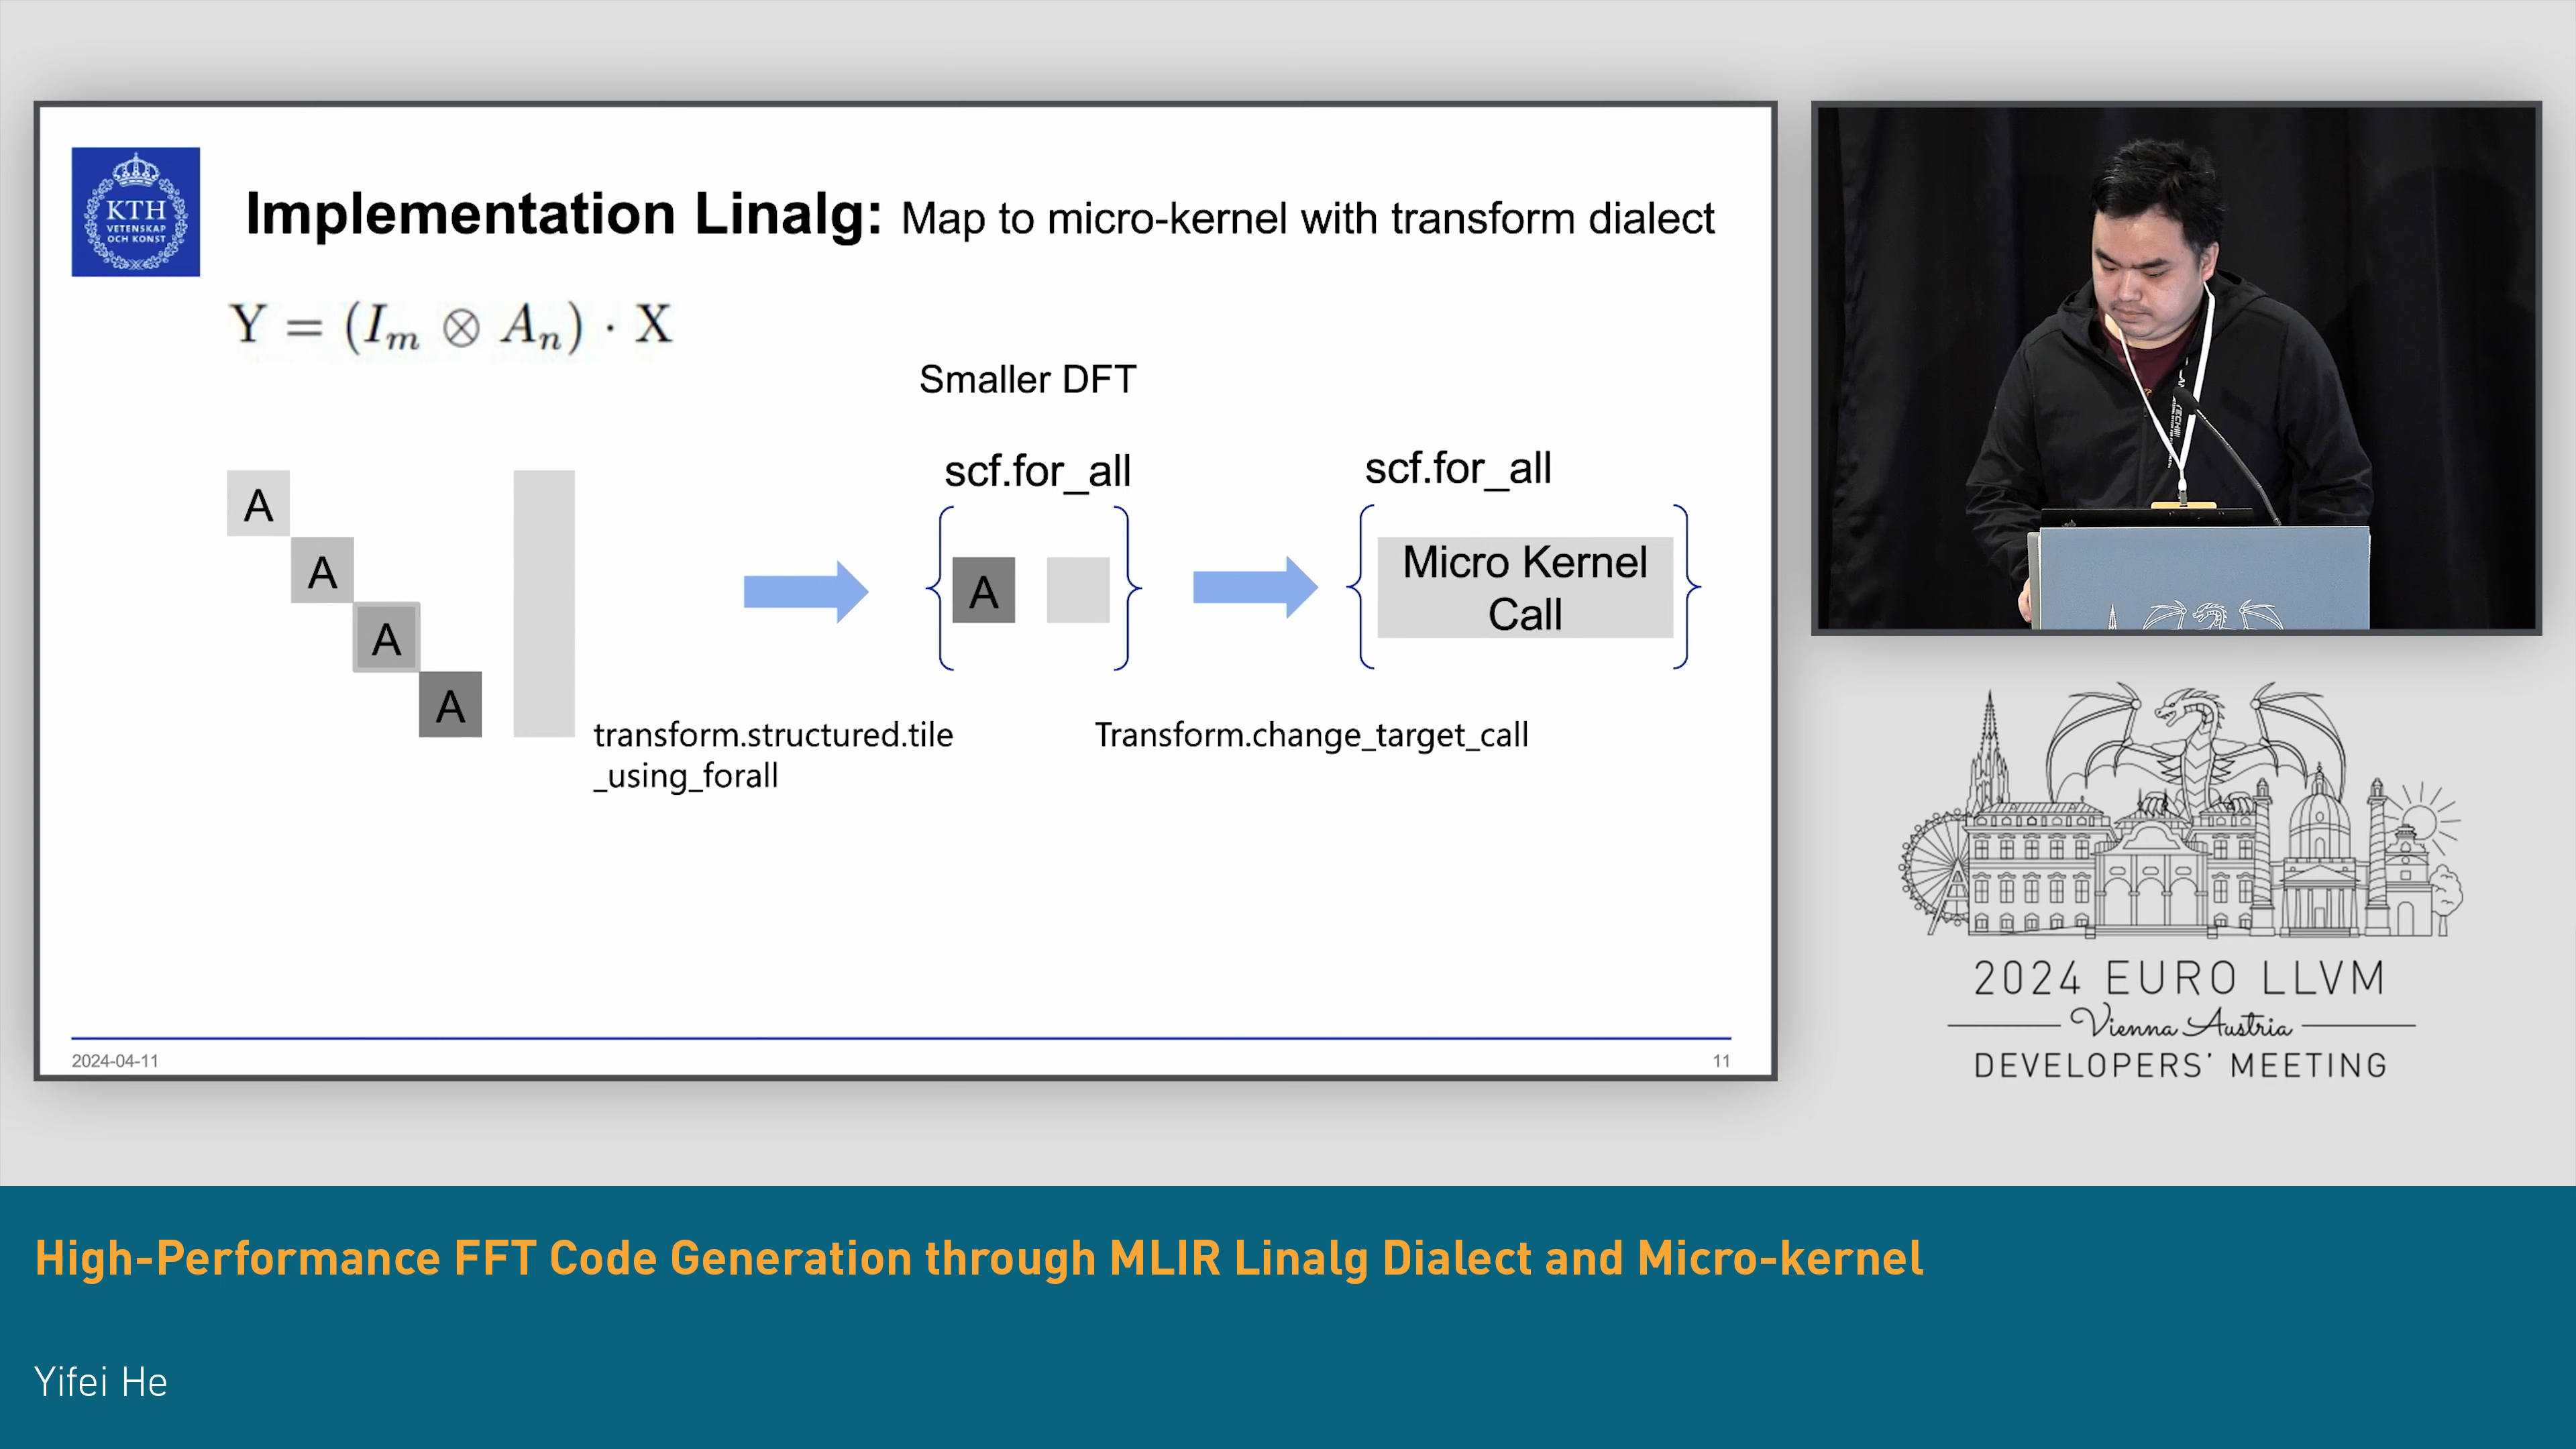 KTH
VETENSKAP
OCH KONST
Implementation Linalg: Map to micro-kernel with transform dialect
Y = (Iₘ ⊗ Aₙ) · X
Smaller DFT
scf.for_all
scf.for_all
A
A
A
A
A
Micro Kernel
Call
transform.structured.tile
_using_forall
Transform.change_target_call
2024-04-11
11
2024 EURO LLVM
Vienna Austria
DEVELOPERS' MEETING
High-Performance FFT Code Generation through MLIR Linalg Dialect and Micro-kernel
Yifei He